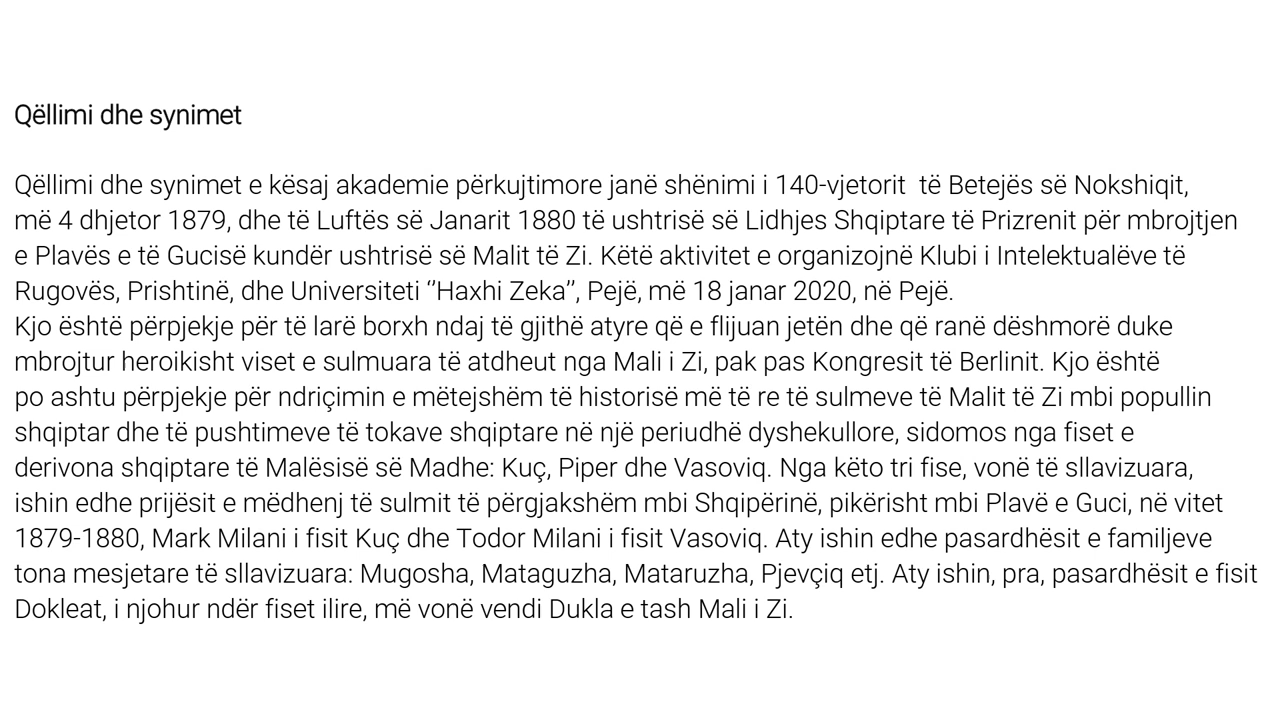 Qëllimi dhe synimet
Qëllimi dhe synimet e kësaj akademie përkujtimore janë shënimi i 140-vjetorit  të Betejës së Nokshiqit,
më 4 dhjetor 1879, dhe të Luftës së Janarit 1880 të ushtrisë së Lidhjes Shqiptare të Prizrenit për mbrojtjen
e Plavës e të Gucisë kundër ushtrisë së Malit të Zi. Këtë aktivitet e organizojnë Klubi i Intelektualëve të
Rugovës, Prishtinë, dhe Universiteti ‘’Haxhi Zeka’’, Pejë, më 18 janar 2020, në Pejë.
Kjo është përpjekje për të larë borxh ndaj të gjithë atyre që e flijuan jetën dhe që ranë dëshmorë duke
mbrojtur heroikisht viset e sulmuara të atdheut nga Mali i Zi, pak pas Kongresit të Berlinit. Kjo është
po ashtu përpjekje për ndriçimin e mëtejshëm të historisë më të re të sulmeve të Malit të Zi mbi popullin
shqiptar dhe të pushtimeve të tokave shqiptare në një periudhë dyshekullore, sidomos nga fiset e
derivona shqiptare të Malësisë së Madhe: Kuç, Piper dhe Vasoviq. Nga këto tri fise, vonë të sllavizuara,
ishin edhe prijësit e mëdhenj të sulmit të përgjakshëm mbi Shqipërinë, pikërisht mbi Plavë e Guci, në vitet
1879-1880, Mark Milani i fisit Kuç dhe Todor Milani i fisit Vasoviq. Aty ishin edhe pasardhësit e familjeve
tona mesjetare të sllavizuara: Mugosha, Mataguzha, Mataruzha, Pjevçiq etj. Aty ishin, pra, pasardhësit e fisit
Dokleat, i njohur ndër fiset ilire, më vonë vendi Dukla e tash Mali i Zi.